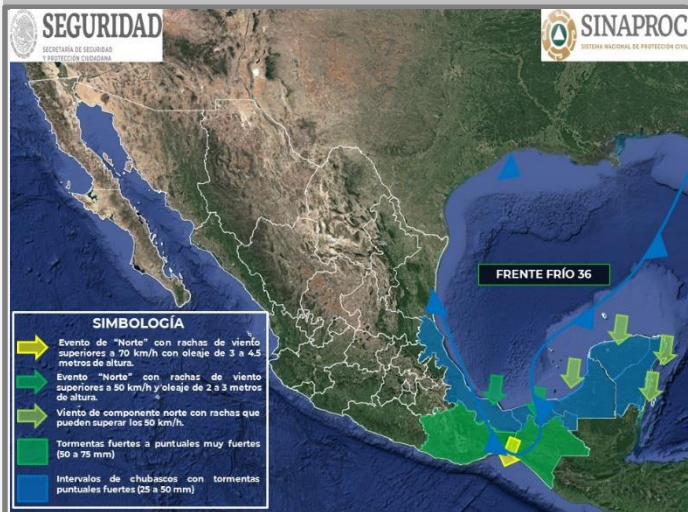 SEGURIDAD
SECRETARÍA DE SEGURIDAD
Y PROTECCIÓN CIUDADANA
SINAPROC
SISTEMA NACIONAL DE PROTECCIÓN CIVIL
FRENTE FRÍO 36
SIMBOLOGÍA
Evento de "Norte" con rachas de viento
superiores a 70 km/h con oleaje de 3 a 4.5
metros de altura.
Evento "Norte" con rachas de viento
superiores a 50 km/h y oleaje de 2 a 3 metros
de altura.
Viento de componente norte con rachas que
pueden superar los 50 km/h.
Tormentas fuertes a puntuales muy fuertes
(50 a 75 mm)
Intervalos de chubascos con tormentas
puntuales fuertes (25 a 50 mm)